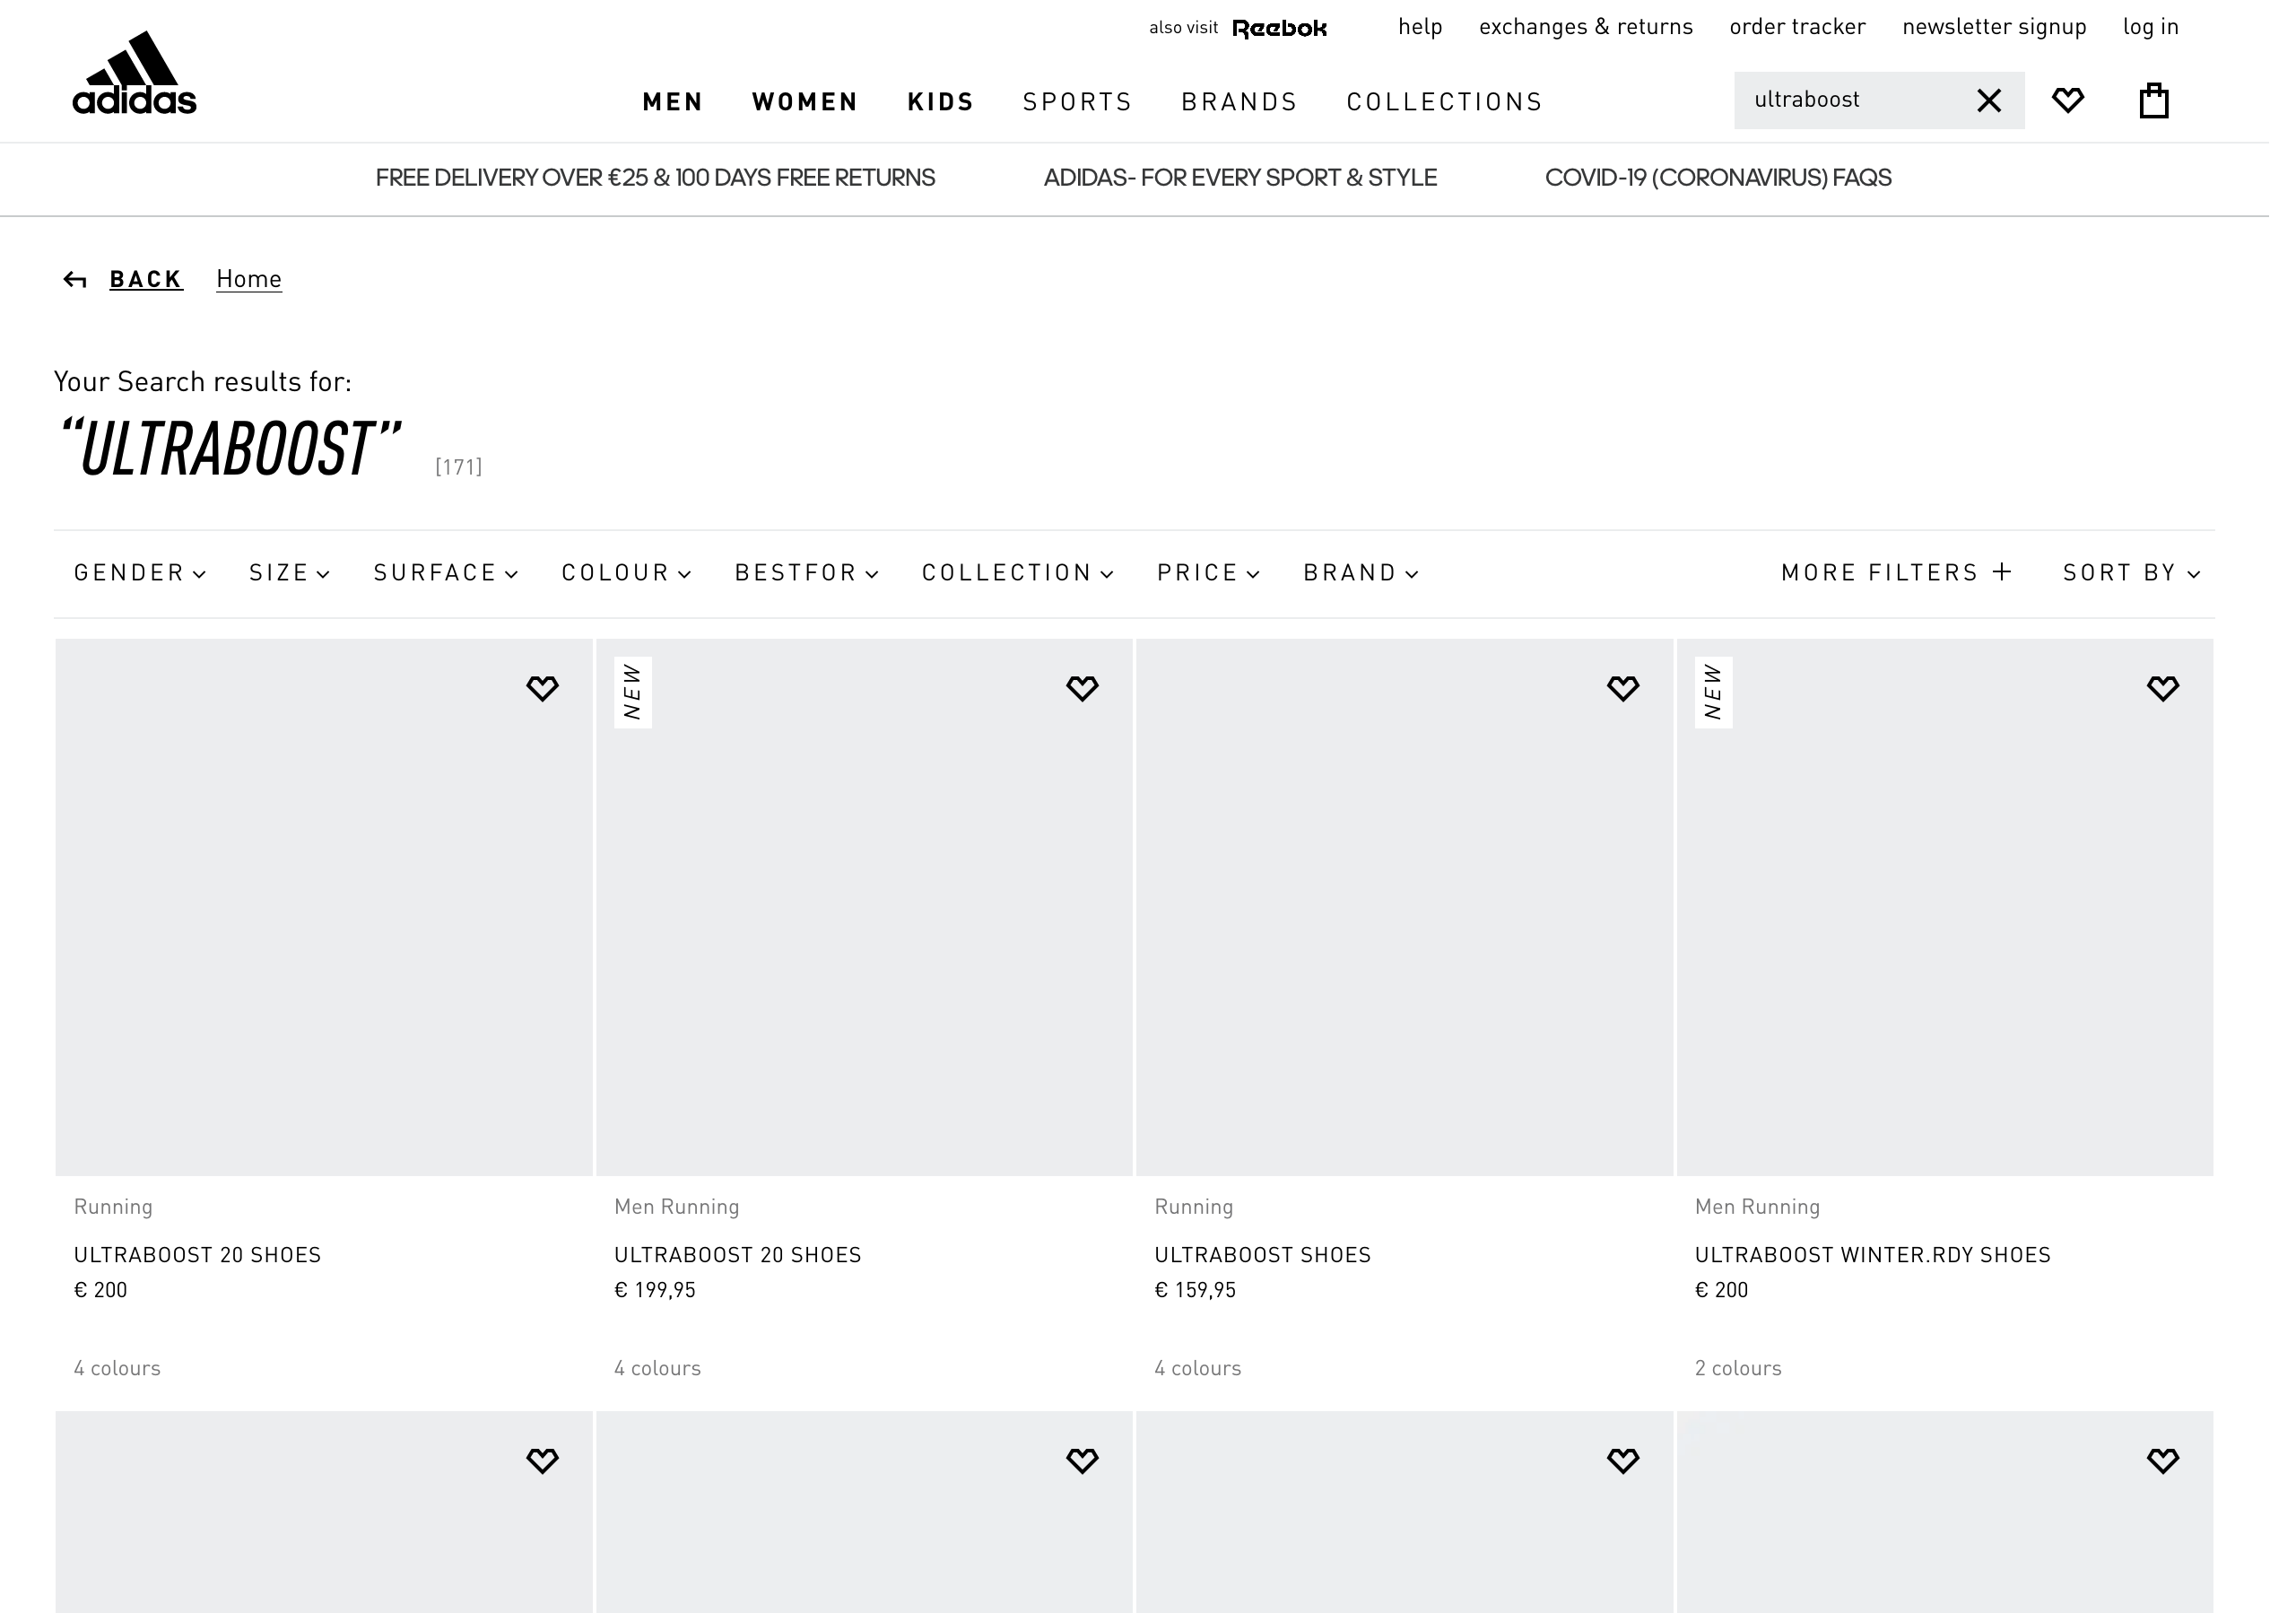 also visit Reebok help exchanges & returns order tracker newsletter signup log in
adidas
MEN WOMEN KIDS SPORTS BRANDS COLLECTIONS ultraboost
FREE DELIVERY OVER €25 & 100 DAYS FREE RETURNS ADIDAS- FOR EVERY SPORT & STYLE COVID-19 (CORONAVIRUS) FAQS
BACK Home
Your Search results for:
“ULTRABOOST” [171]
GENDER SIZE SURFACE COLOUR BESTFOR COLLECTION PRICE BRAND MORE FILTERS + SORT BY
NEW NEW
Running Men Running Running Men Running
ULTRABOOST 20 SHOES ULTRABOOST 20 SHOES ULTRABOOST SHOES ULTRABOOST WINTER.RDY SHOES
€ 200 € 199,95 € 159,95 € 200
4 colours 4 colours 4 colours 2 colours